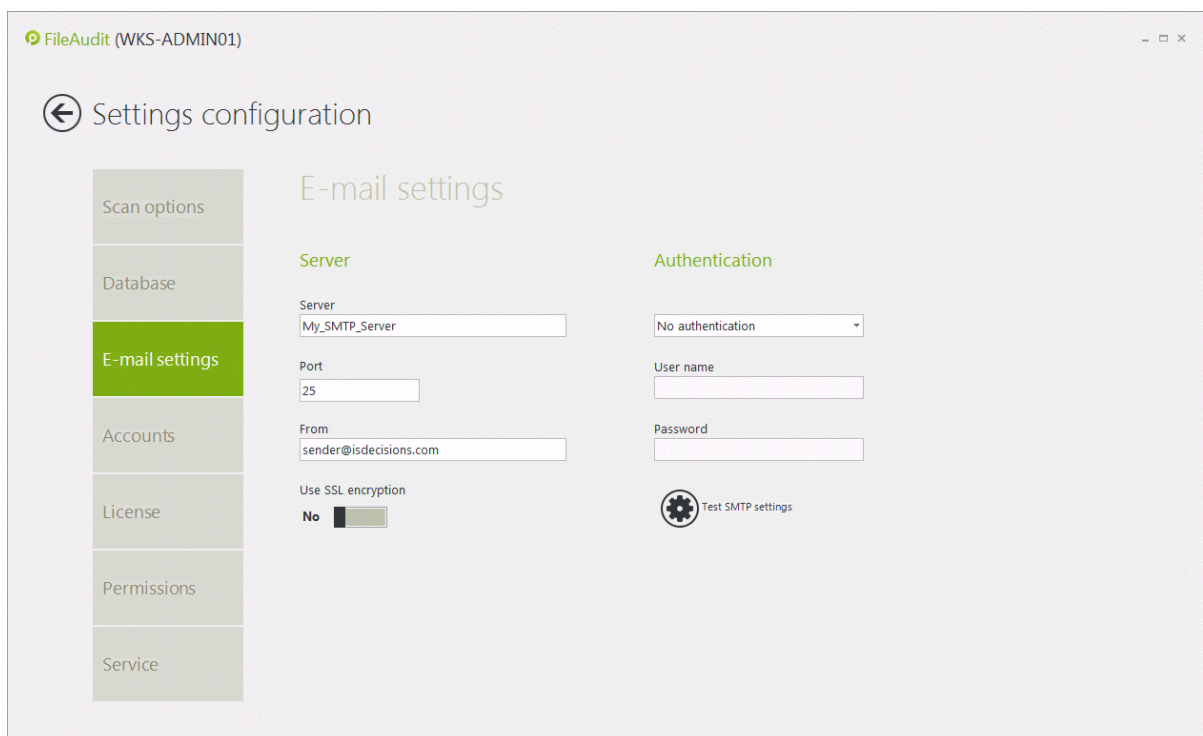 FileAudit (WKS-ADMIN01)
Settings configuration
Scan options
Database
E-mail settings
Accounts
License
Permissions
Service
E-mail settings
Server
Server
My_SMTP_Server
Port
25
From
sender@isdecisions.com
Use SSL encryption
No
Authentication
No authentication
User name
Password
Test SMTP settings